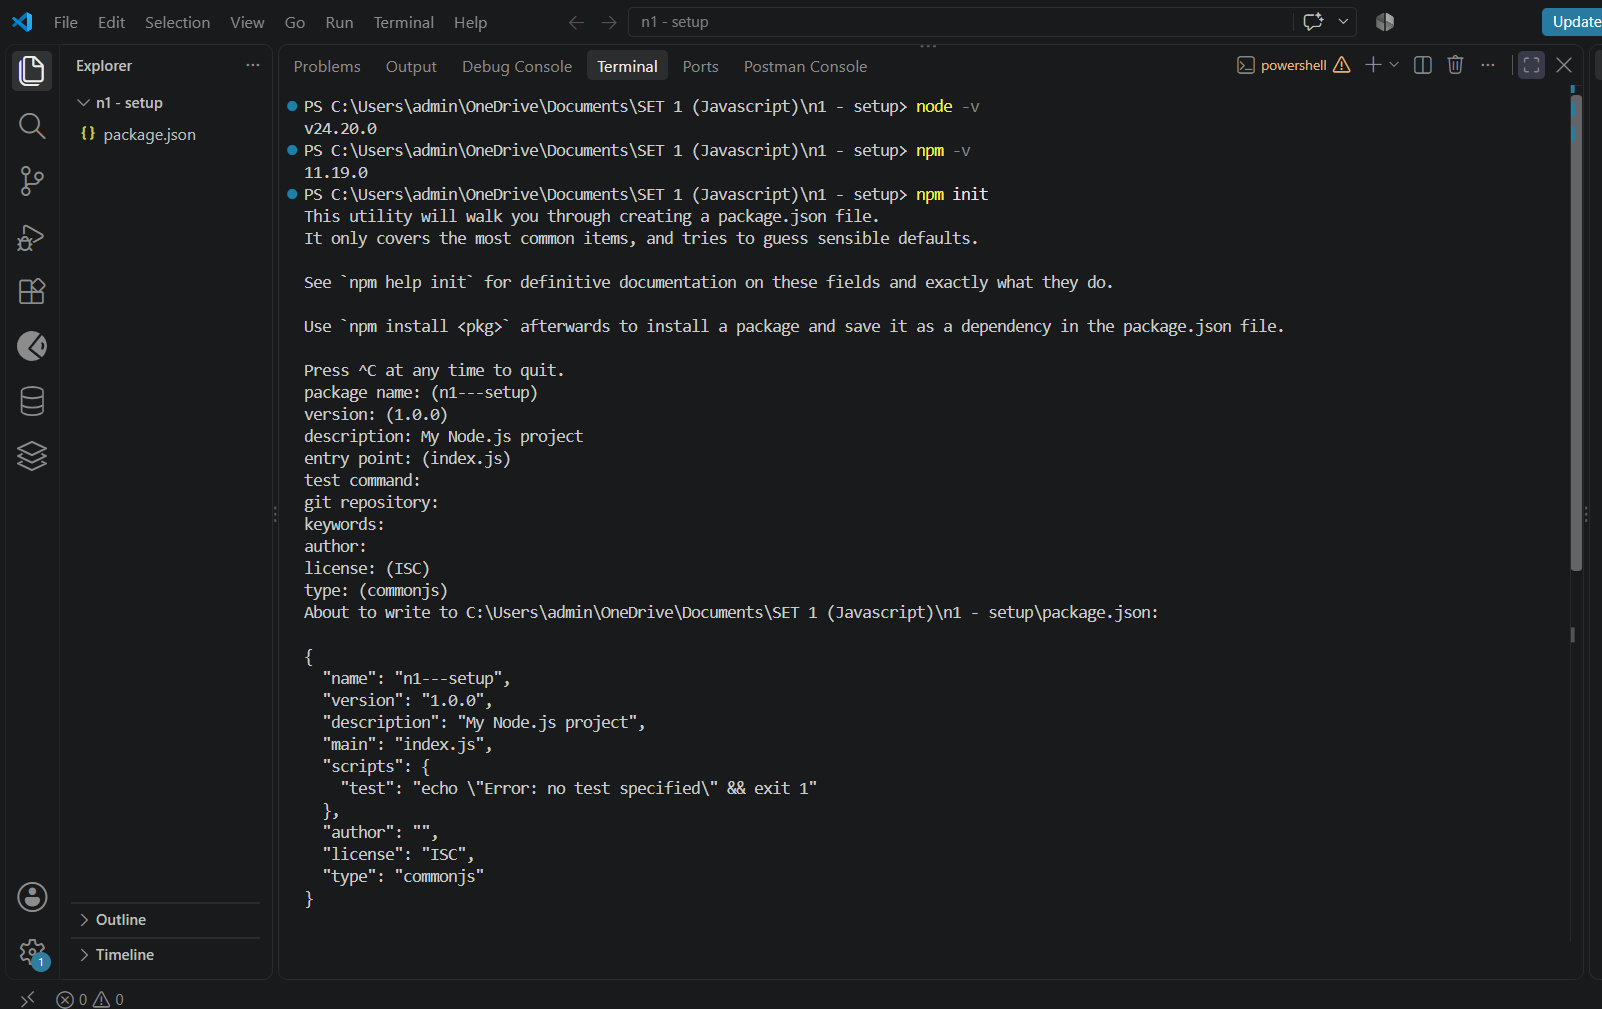 File Edit Selection View Go Run Terminal Help
n1 - setup
Update
Explorer
n1 - setup
{} package.json
Problems Output Debug Console Terminal Ports Postman Console
powershell
PS C:\Users\admin\OneDrive\Documents\SET 1 (Javascript)\n1 - setup> node -v
v24.20.0
PS C:\Users\admin\OneDrive\Documents\SET 1 (Javascript)\n1 - setup> npm -v
11.19.0
PS C:\Users\admin\OneDrive\Documents\SET 1 (Javascript)\n1 - setup> npm init
This utility will walk you through creating a package.json file.
It only covers the most common items, and tries to guess sensible defaults.
See `npm help init` for definitive documentation on these fields and exactly what they do.
Use `npm install <pkg>` afterwards to install a package and save it as a dependency in the package.json file.
Press ^C at any time to quit.
package name: (n1---setup)
version: (1.0.0)
description: My Node.js project
entry point: (index.js)
test command:
git repository:
keywords:
author:
license: (ISC)
type: (commonjs)
About to write to C:\Users\admin\OneDrive\Documents\SET 1 (Javascript)\n1 - setup\package.json:
{
  "name": "n1---setup",
  "version": "1.0.0",
  "description": "My Node.js project",
  "main": "index.js",
  "scripts": {
    "test": "echo \"Error: no test specified\" && exit 1"
  },
  "author": "",
  "license": "ISC",
  "type": "commonjs"
}
Outline
Timeline
1
0 0